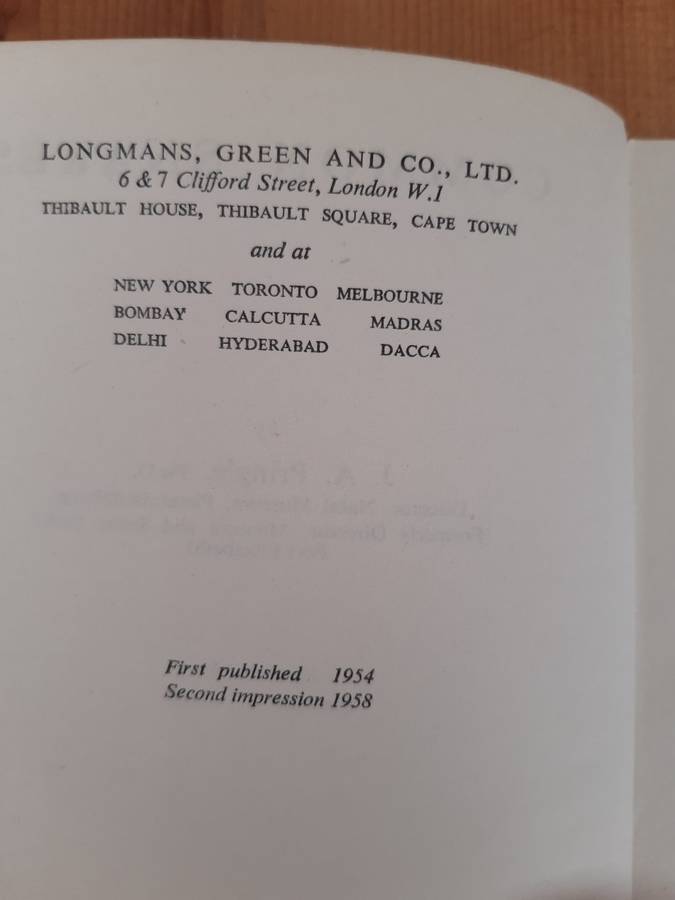 LONGMANS, GREEN AND CO., LTD.
6 & 7 Clifford Street, London W.1
THIBAULT HOUSE, THIBAULT SQUARE, CAPE TOWN
and at
NEW YORK TORONTO MELBOURNE
BOMBAY CALCUTTA MADRAS
DELHI HYDERABAD DACCA
First published 1954
Second impression 1958